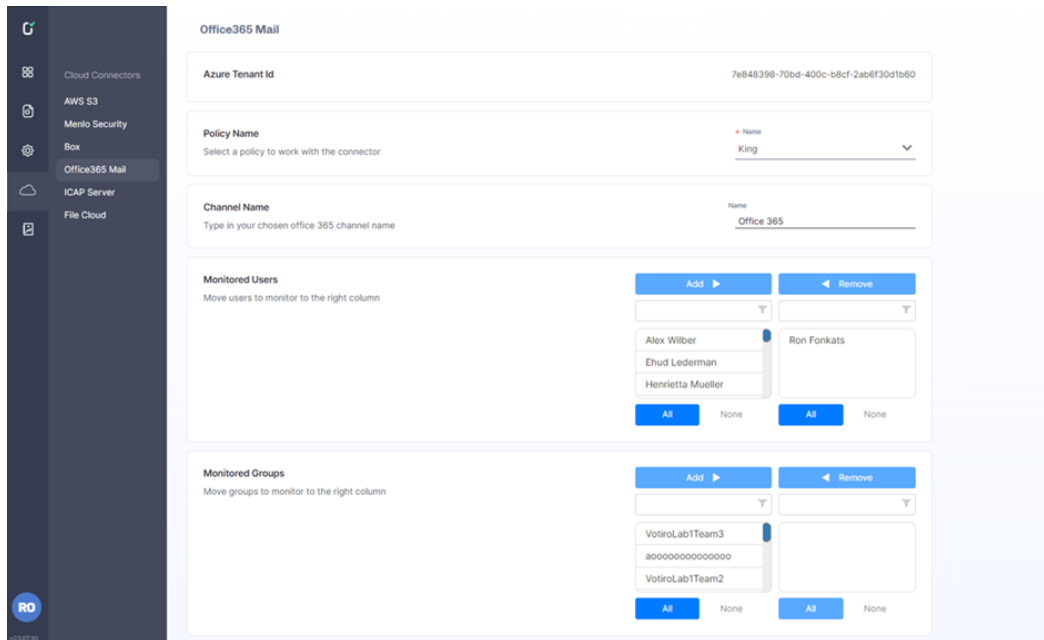 Office365 Mail
Cloud Connectors
AWS S3
Menlo Security
Box
Office365 Mail
ICAP Server
File Cloud
RO
v23.07.30
Azure Tenant Id
7e848398-70bd-400c-b8cf-2ab6f30d1b60
Policy Name
Select a policy to work with the connector
* Name
King
Channel Name
Type in your chosen office 365 channel name
Name
Office 365
Monitored Users
Move users to monitor to the right column
Add
Remove
Alex Wilber
Ehud Lederman
Henrietta Mueller
Ron Fonkats
All
None
All
None
Monitored Groups
Move groups to monitor to the right column
Add
Remove
VotiroLab1Team3
aoooooooooooooo
VotiroLab1Team2
All
None
All
None